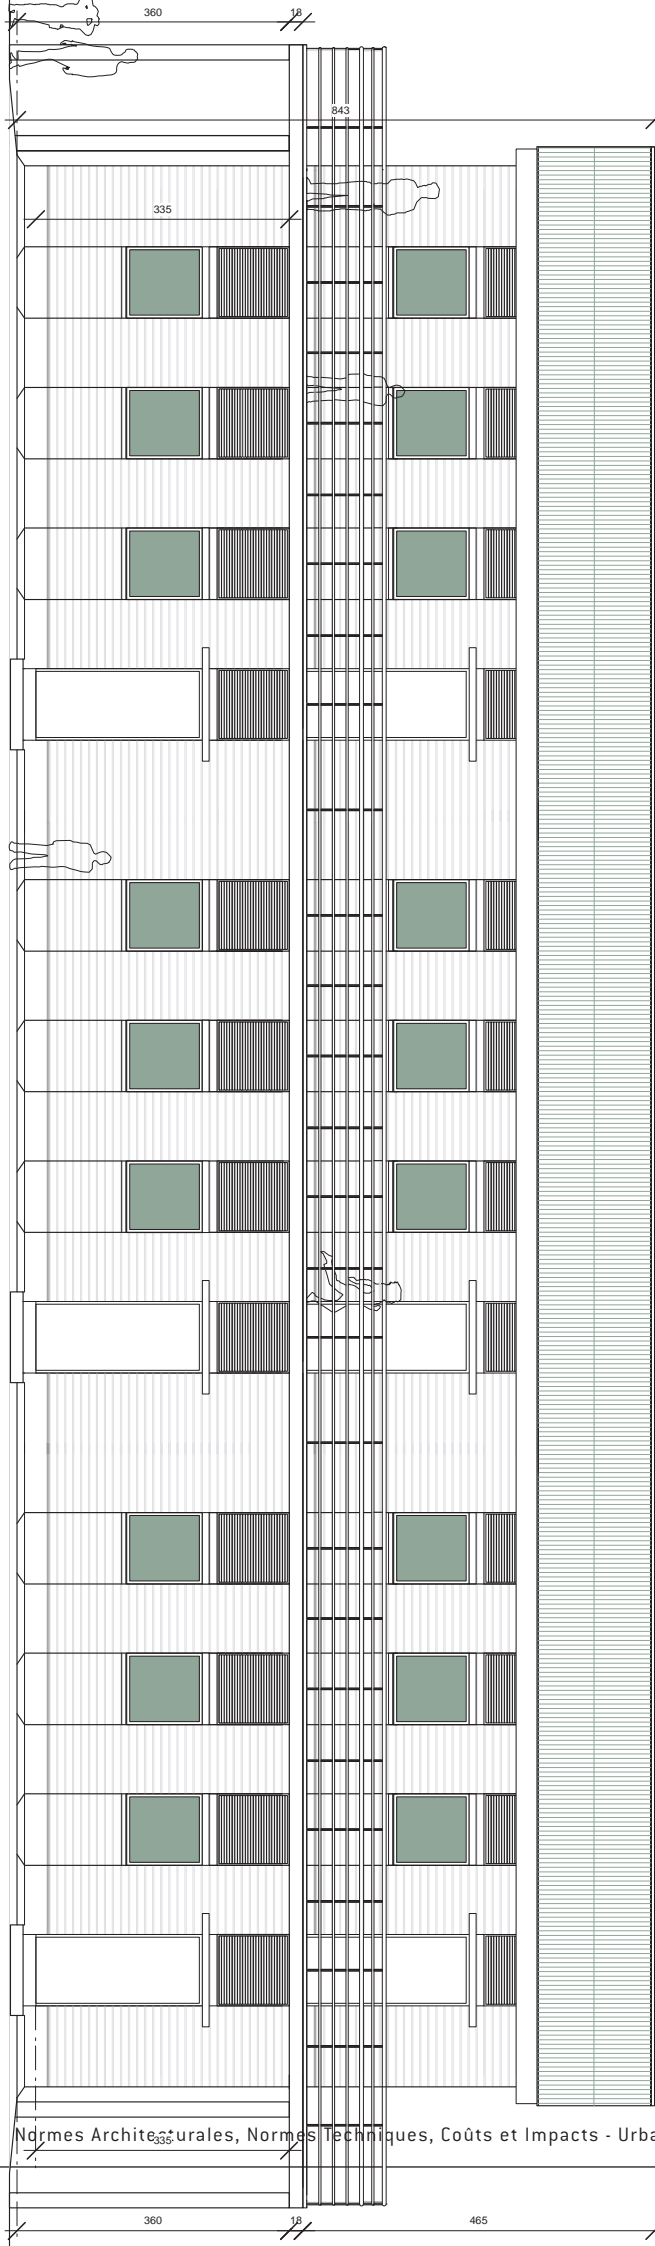 360 18
843
335
Normes Architecturales, Normes Techniques, Coûts et Impacts - Urba
335
360 18 465